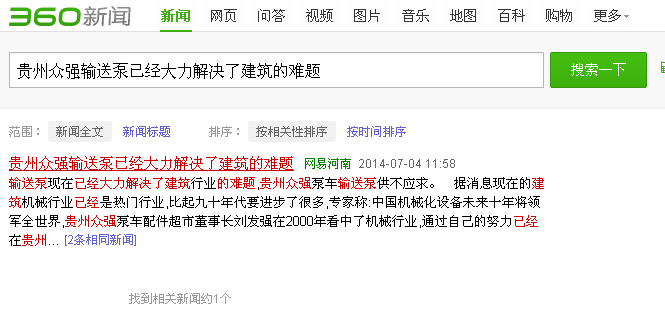 360新闻 新闻 网页 问答 视频 图片 音乐 地图 百科 购物 更多
贵州众强输送泵已经大力解决了建筑的难题 搜索一下
范围： 新闻全文 新闻标题 排序： 按相关性排序 按时间排序
贵州众强输送泵已经大力解决了建筑的难题 网易河南 2014-07-04 11:58
输送泵现在已经大力解决了建筑行业的难题,贵州众强泵车输送泵供不应求。 据消息现在的建
筑机械行业已经是热门行业,比起九十年代要进步了很多,专家称:中国机械化设备未来十年将领
军全世界,贵州众强泵车配件超市董事长刘发强在2000年看中了机械行业,通过自己的努力已经
在贵州... [2条相同新闻]
找到相关新闻约1个